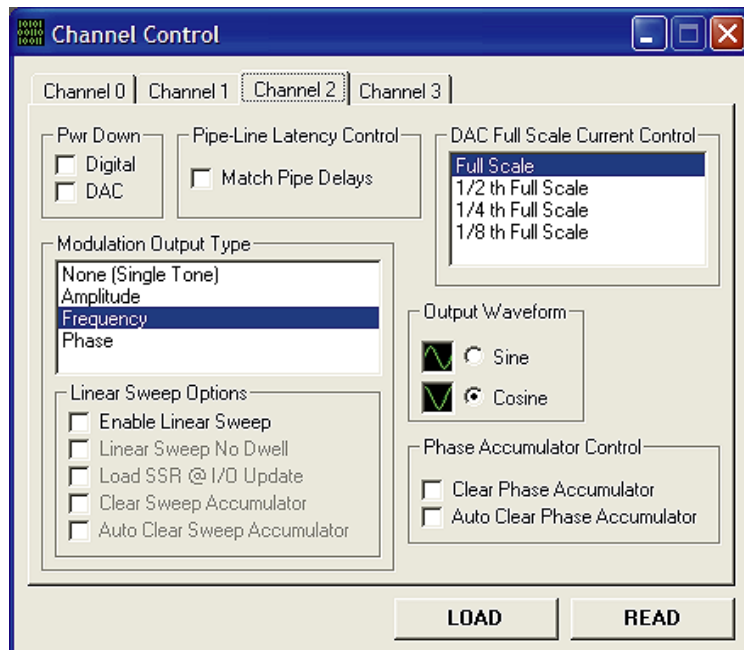 10101
00110
10011
Channel Control
Channel 0
Channel 1
Channel 2
Channel 3
Pwr Down
Digital
DAC
Pipe-Line Latency Control
Match Pipe Delays
DAC Full Scale Current Control
Full Scale
1/2 th Full Scale
1/4 th Full Scale
1/8 th Full Scale
Modulation Output Type
None (Single Tone)
Amplitude
Frequency
Phase
Output Waveform
Sine
Cosine
Linear Sweep Options
Enable Linear Sweep
Linear Sweep No Dwell
Load SSR @ I/O Update
Clear Sweep Accumulator
Auto Clear Sweep Accumulator
Phase Accumulator Control
Clear Phase Accumulator
Auto Clear Phase Accumulator
LOAD
READ